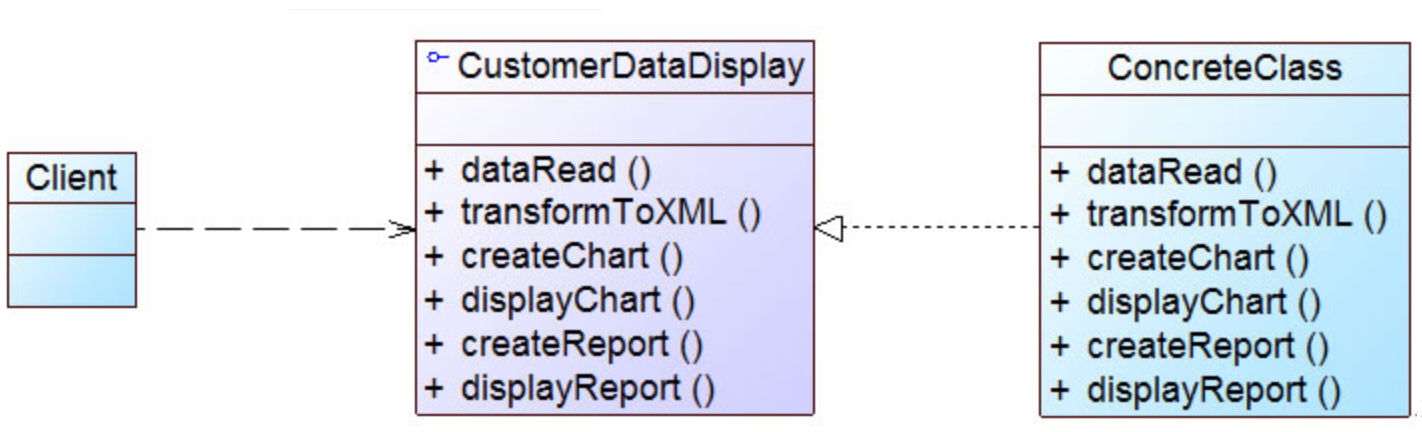 Client
CustomerDataDisplay
+ dataRead ()
+ transformToXML ()
+ createChart ()
+ displayChart ()
+ createReport ()
+ displayReport ()
ConcreteClass
+ dataRead ()
+ transformToXML ()
+ createChart ()
+ displayChart ()
+ createReport ()
+ displayReport ()